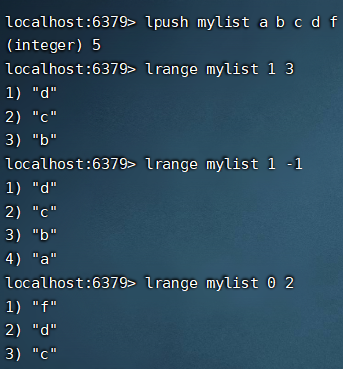 localhost:6379> lpush mylist a b c d f
(integer) 5
localhost:6379> lrange mylist 1 3
1) "d"
2) "c"
3) "b"
localhost:6379> lrange mylist 1 -1
1) "d"
2) "c"
3) "b"
4) "a"
localhost:6379> lrange mylist 0 2
1) "f"
2) "d"
3) "c"